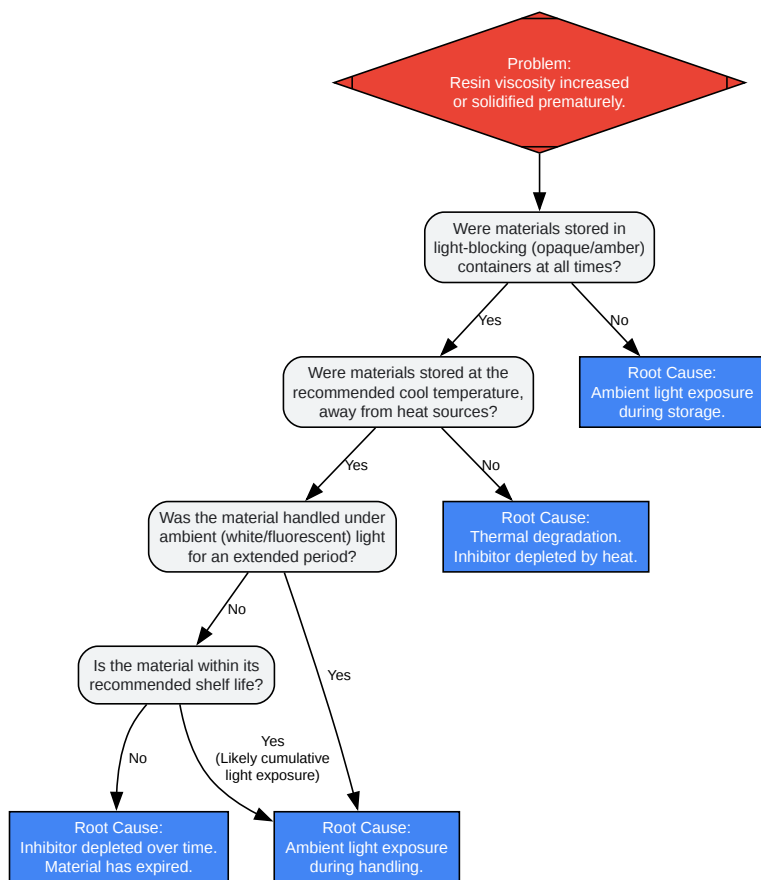 Problem:
Resin viscosity increased
or solidified prematurely.
Were materials stored in
light-blocking (opaque/amber)
containers at all times?
Yes
No
Were materials stored at the
recommended cool temperature,
away from heat sources?
Root Cause:
Ambient light exposure
during storage.
Yes
No
Was the material handled under
ambient (white/fluorescent) light
for an extended period?
Root Cause:
Thermal degradation.
Inhibitor depleted by heat.
No
Yes
Is the material within its
recommended shelf life?
No
Yes
(Likely cumulative
light exposure)
Root Cause:
Inhibitor depleted over time.
Material has expired.
Root Cause:
Ambient light exposure
during handling.